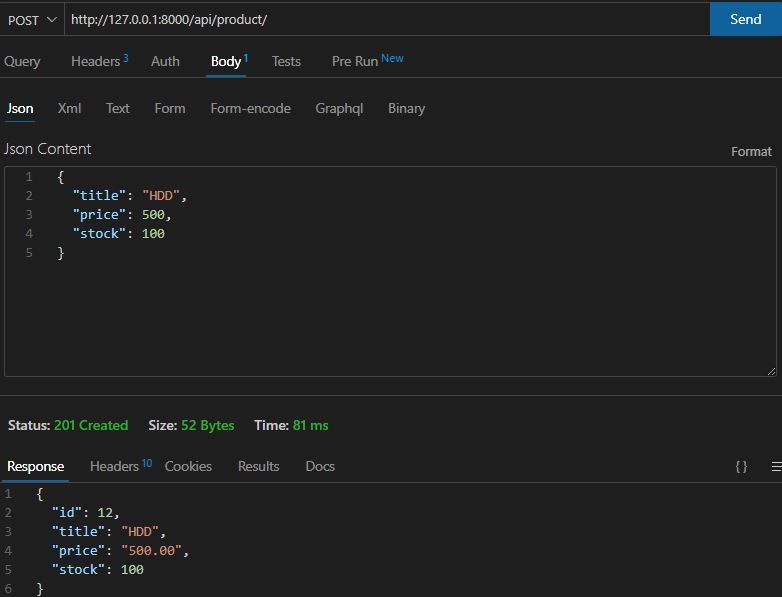 POST http://127.0.0.1:8000/api/product/ Send
Query Headers 3 Auth Body 1 Tests Pre Run New
Json Xml Text Form Form-encode Graphql Binary
Json Content Format
1 {
2 "title": "HDD",
3 "price": 500,
4 "stock": 100
5 }
Status: 201 Created Size: 52 Bytes Time: 81 ms
Response Headers 10 Cookies Results Docs {}
1 {
2 "id": 12,
3 "title": "HDD",
4 "price": "500.00",
5 "stock": 100
6 }